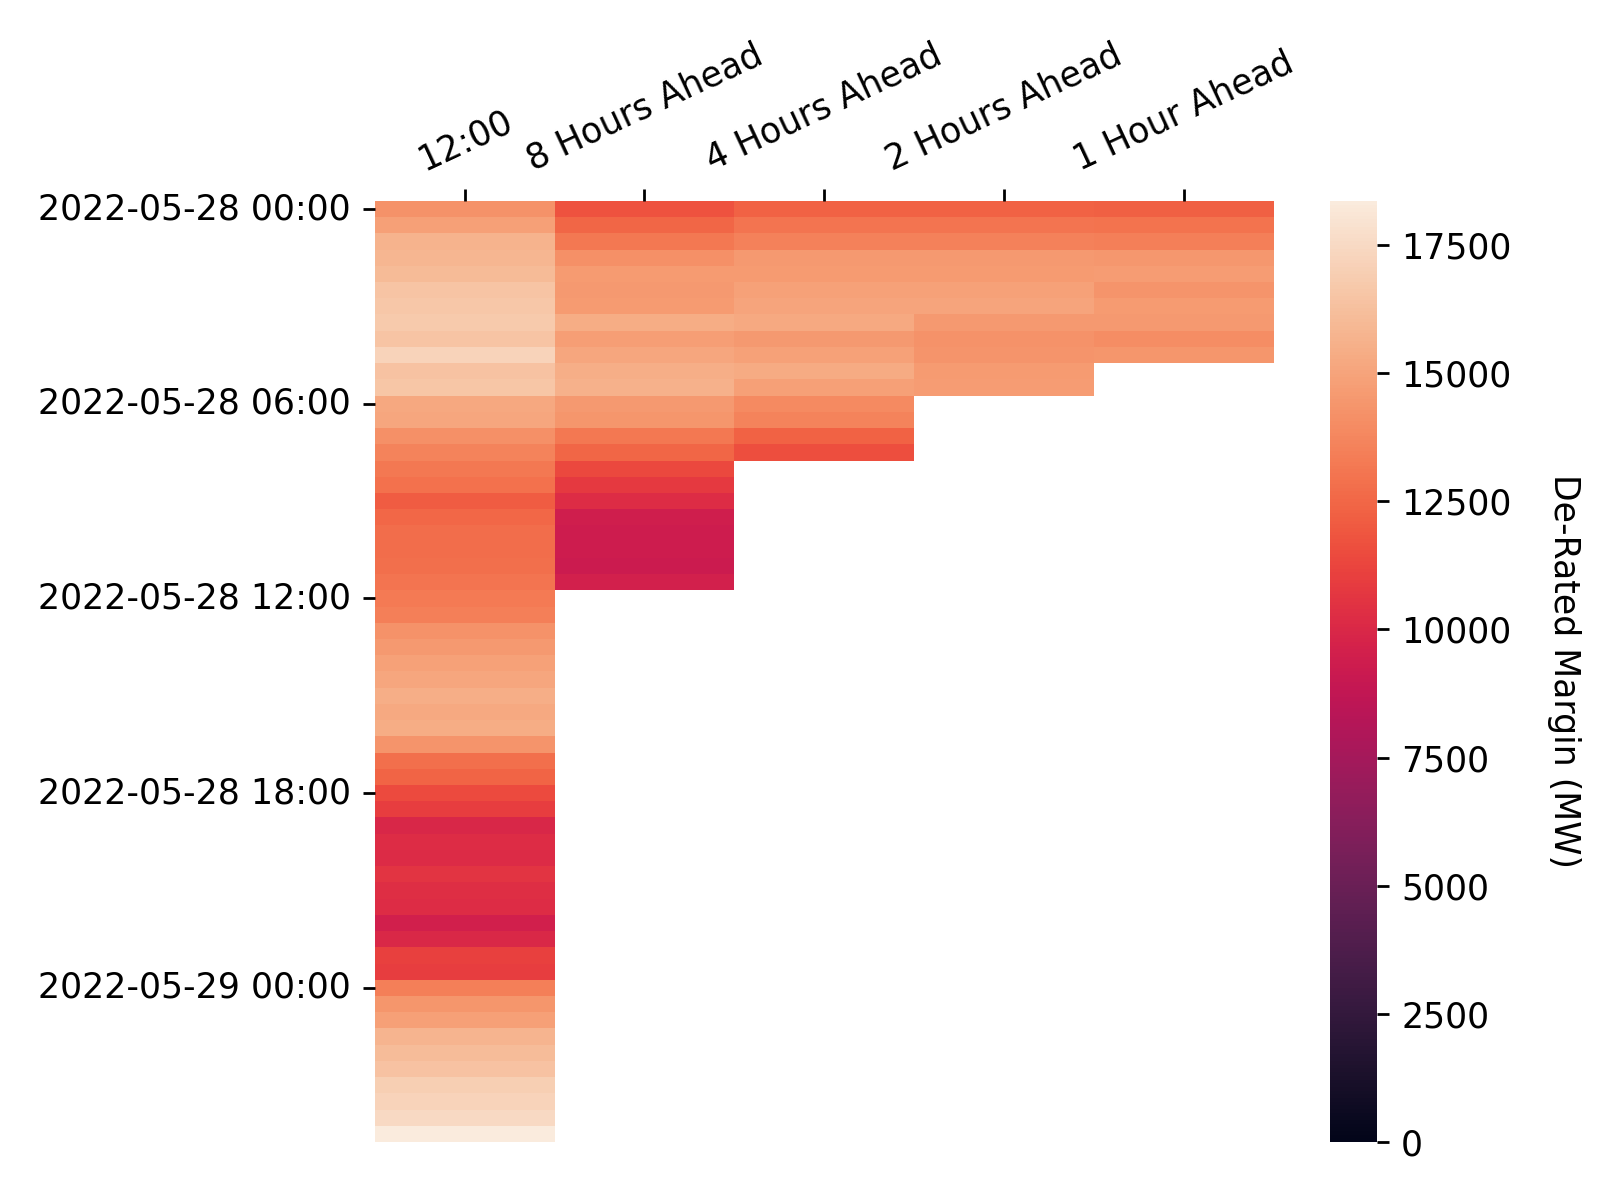 12:00
8 Hours Ahead
4 Hours Ahead
2 Hours Ahead
1 Hour Ahead
2022-05-28 00:00
2022-05-28 06:00
2022-05-28 12:00
2022-05-28 18:00
2022-05-29 00:00
17500
15000
12500
10000
7500
5000
2500
0
De-Rated Margin (MW)